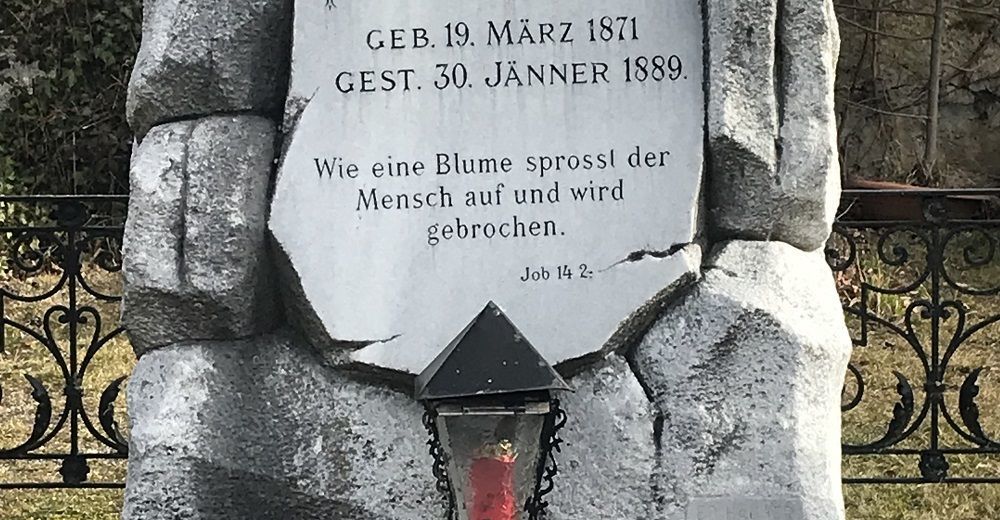 GEB. 19. MÄRZ 1871
GEST. 30. JÄNNER 1889.
Wie eine Blume sprosst der
Mensch auf und wird
gebrochen.
Job 14 2.